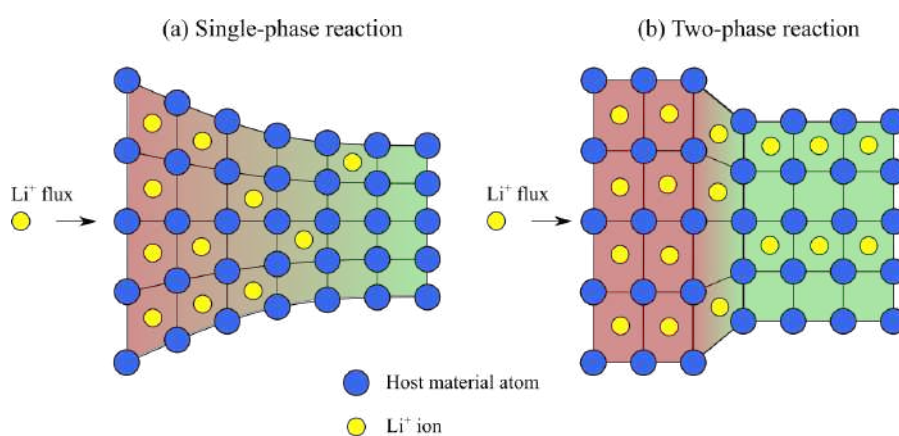 (a) Single-phase reaction
(b) Two-phase reaction
Li⁺ flux
Li⁺ flux
Host material atom
Li⁺ ion